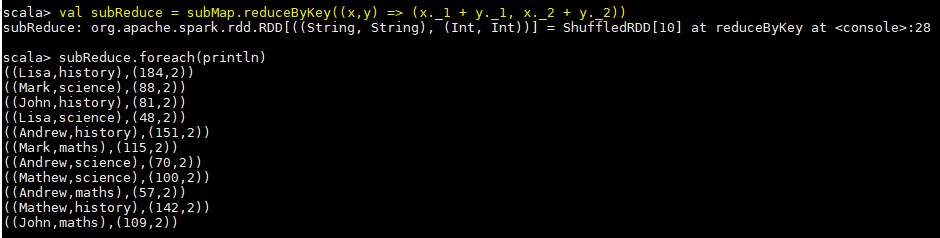 scala> val subReduce = subMap.reduceByKey((x,y) => (x._1 + y._1, x._2 + y._2))
subReduce: org.apache.spark.rdd.RDD[((String, String), (Int, Int))] = ShuffledRDD[10] at reduceByKey at <console>:28
scala> subReduce.foreach(println)
((Lisa,history),(184,2))
((Mark,science),(88,2))
((John,history),(81,2))
((Lisa,science),(48,2))
((Andrew,history),(151,2))
((Mark,maths),(115,2))
((Andrew,science),(70,2))
((Mathew,science),(100,2))
((Andrew,maths),(57,2))
((Mathew,history),(142,2))
((John,maths),(109,2))